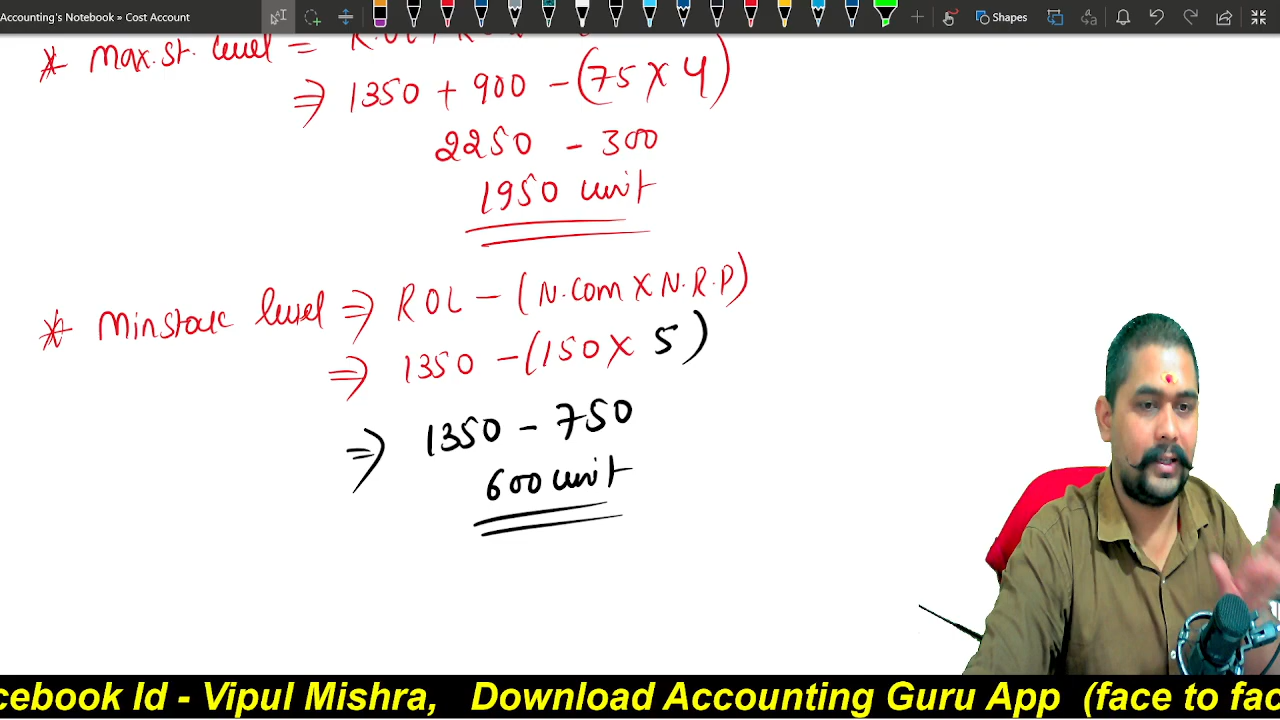 Accounting's Notebook » Cost Account
Shapes
* Max. St. level =
⇒ 1350 + 900 - (75 X 4)
2250 - 300
1950 unit
* Min stock level ⇒ ROL - (N.Com X N.R.P)
⇒ 1350 - (150 X 5)
⇒ 1350 - 750
600 unit
cebook Id - Vipul Mishra, Download Accounting Guru App (face to fac